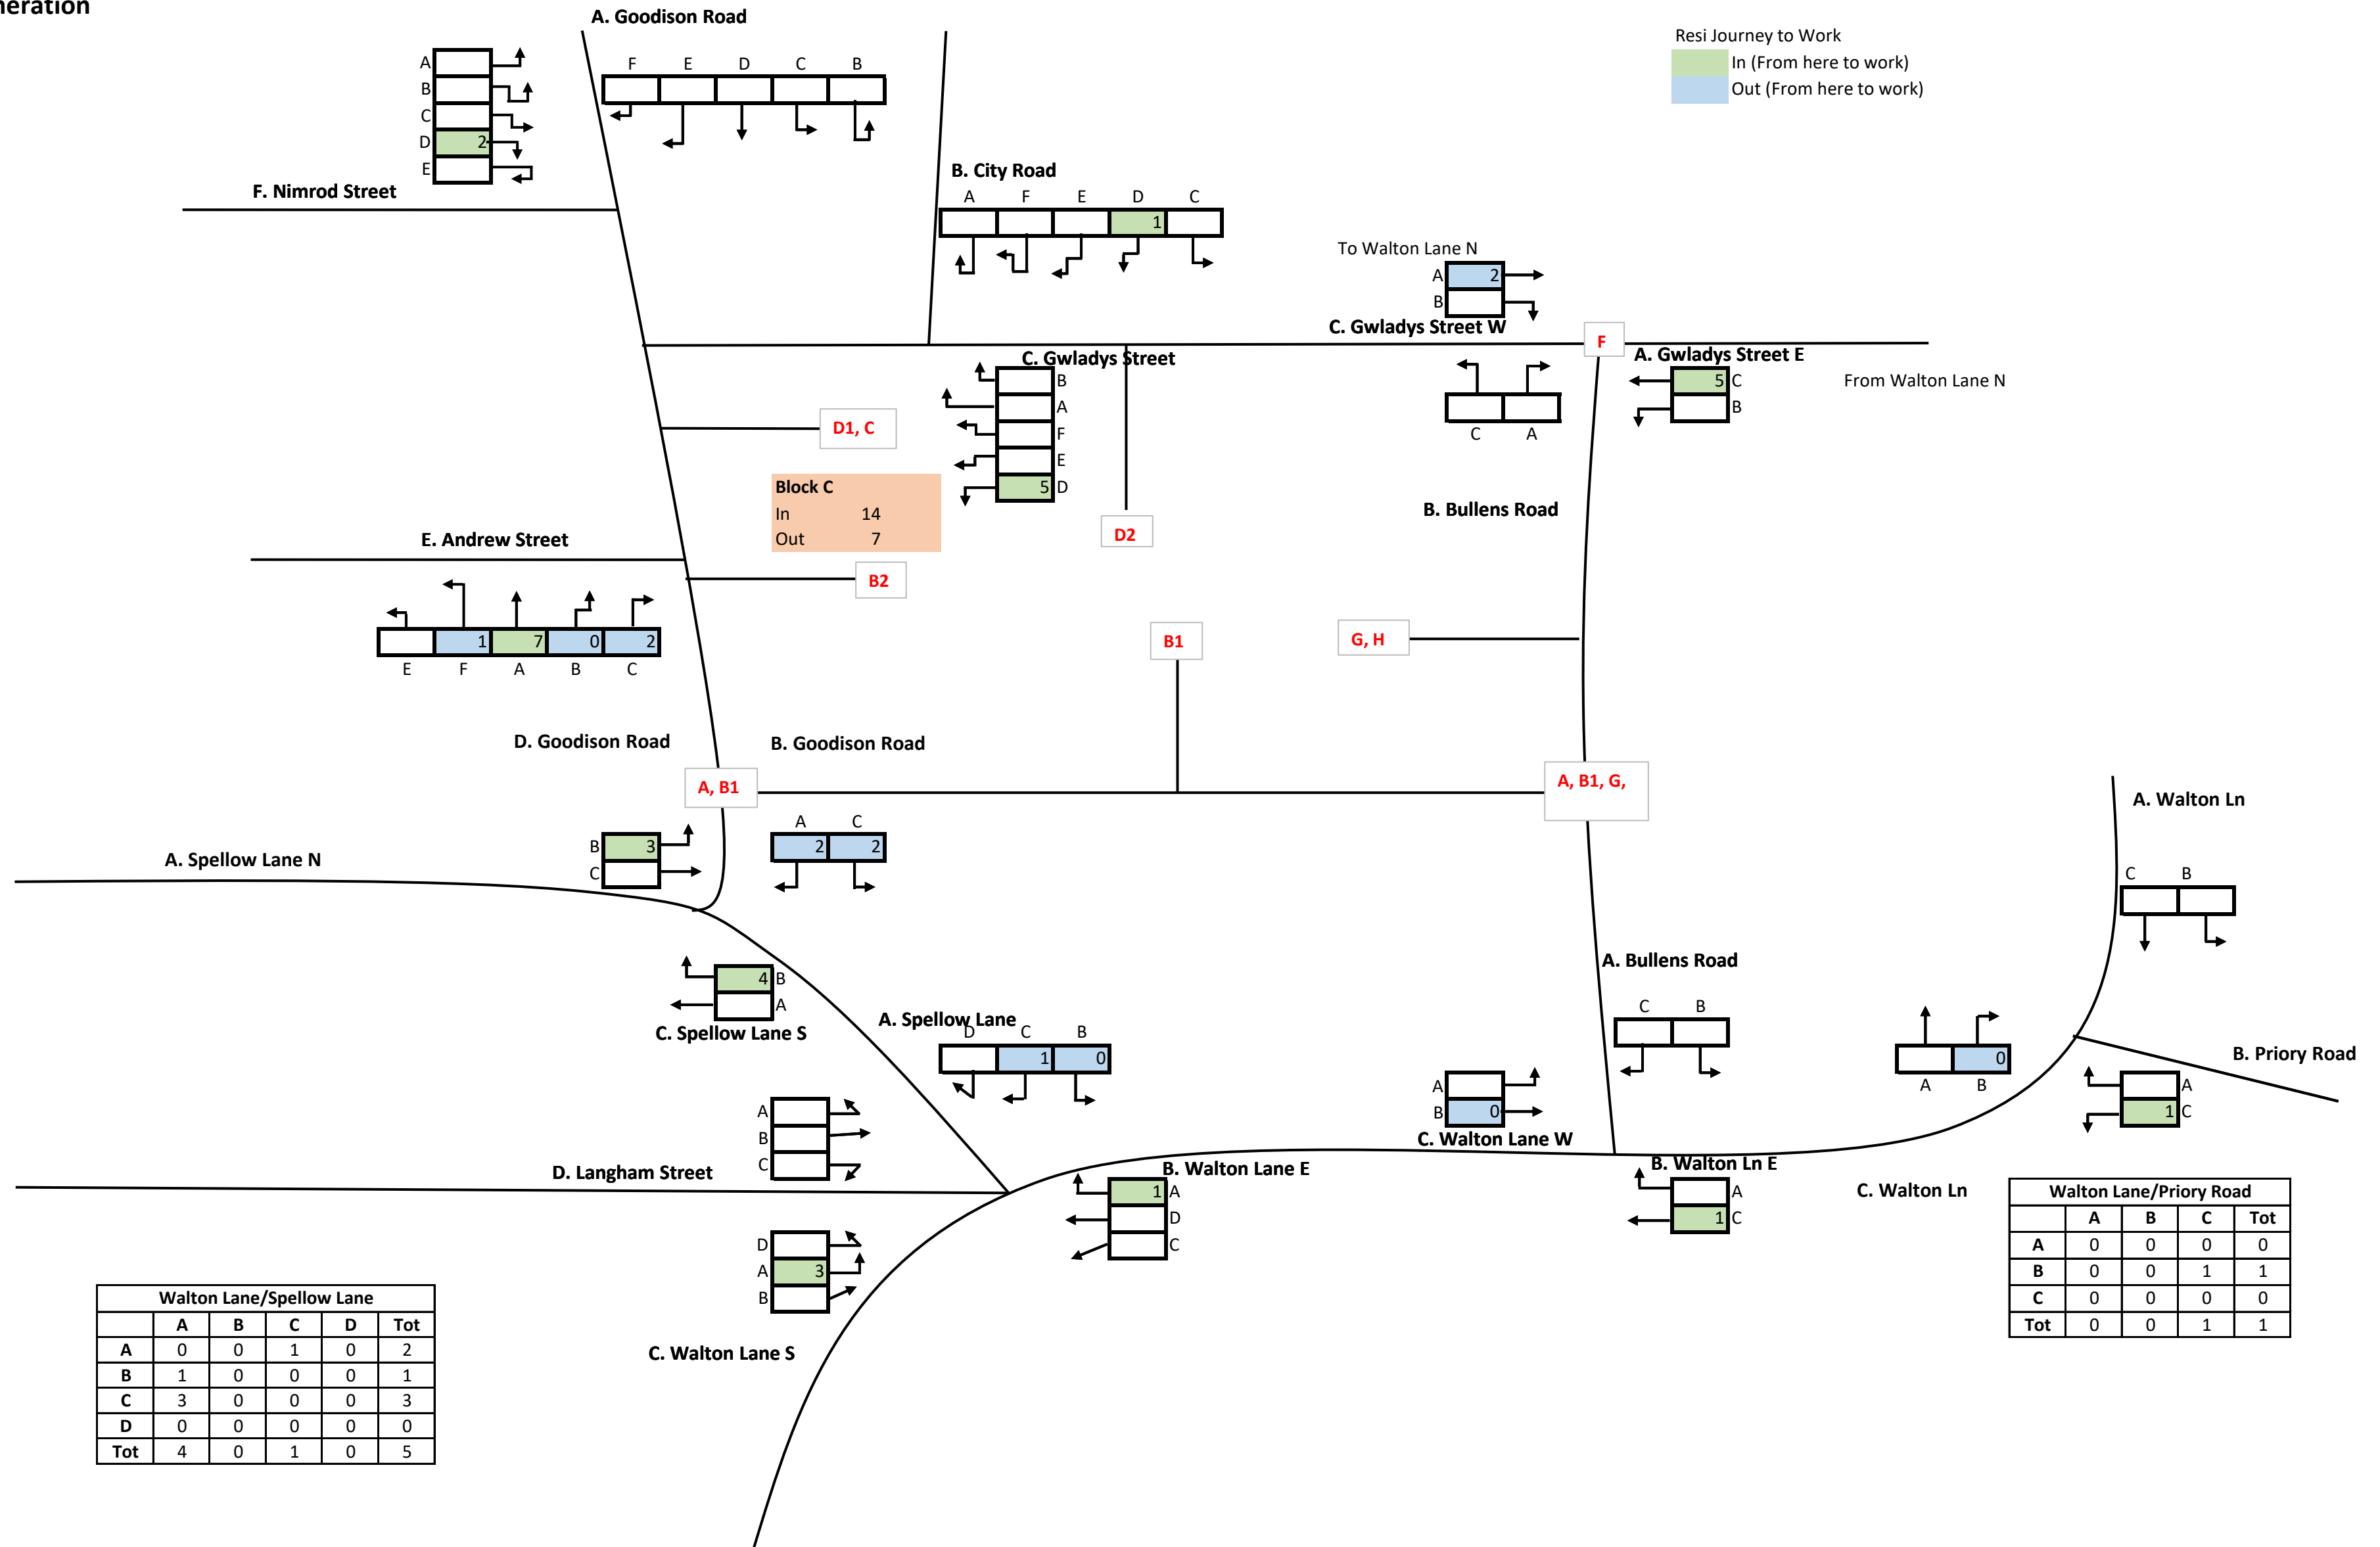 neration
A. Goodison Road
Resi Journey to Work
In (From here to work)
Out (From here to work)
A
B
C
D 2
E
F E D C B
F. Nimrod Street
B. City Road
A F E D C
1
To Walton Lane N
A 2
B
C. Gwladys Street W
F
A. Gwladys Street E
5 C
B
From Walton Lane N
C. Gwladys Street
B
A
F
E
5 D
C A
D1, C
Block C
In 14
Out 7
D2
B. Bullens Road
E. Andrew Street
B2
1 7 0 2
E F A B C
B1
G, H
D. Goodison Road
B. Goodison Road
A, B1
A, B1, G,
A. Walton Ln
A. Spellow Lane N
B 3
C
A C
2 2
C B
4 B
A
C. Spellow Lane S
A. Spellow Lane
D C B
1 0
A. Bullens Road
C B
0
A B
B. Priory Road
A
1 C
A
B 0
C. Walton Lane W
A
B
C
D. Langham Street
B. Walton Lane E
1 A
D
C
B. Walton Ln E
A
1 C
C. Walton Ln
Walton Lane/Priory Road
A B C Tot
A 0 0 0 0
B 0 0 1 1
C 0 0 0 0
Tot 0 0 1 1
D
A 3
B
C. Walton Lane S
Walton Lane/Spellow Lane
A B C D Tot
A 0 0 1 0 2
B 1 0 0 0 1
C 3 0 0 0 3
D 0 0 0 0 0
Tot 4 0 1 0 5